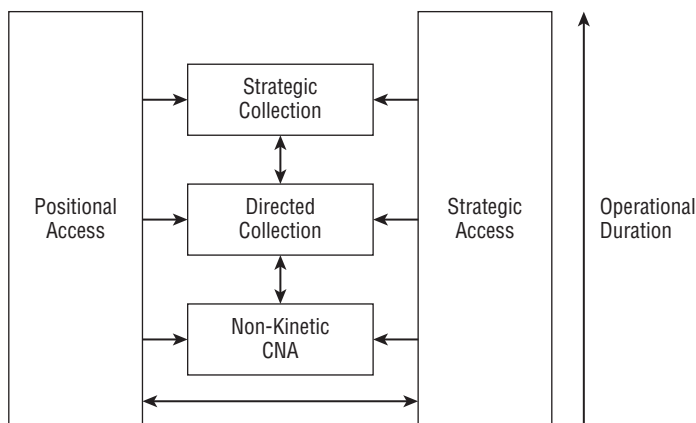 Strategic
Collection
Positional
Access
Directed
Collection
Strategic
Access
Operational
Duration
Non-Kinetic
CNA